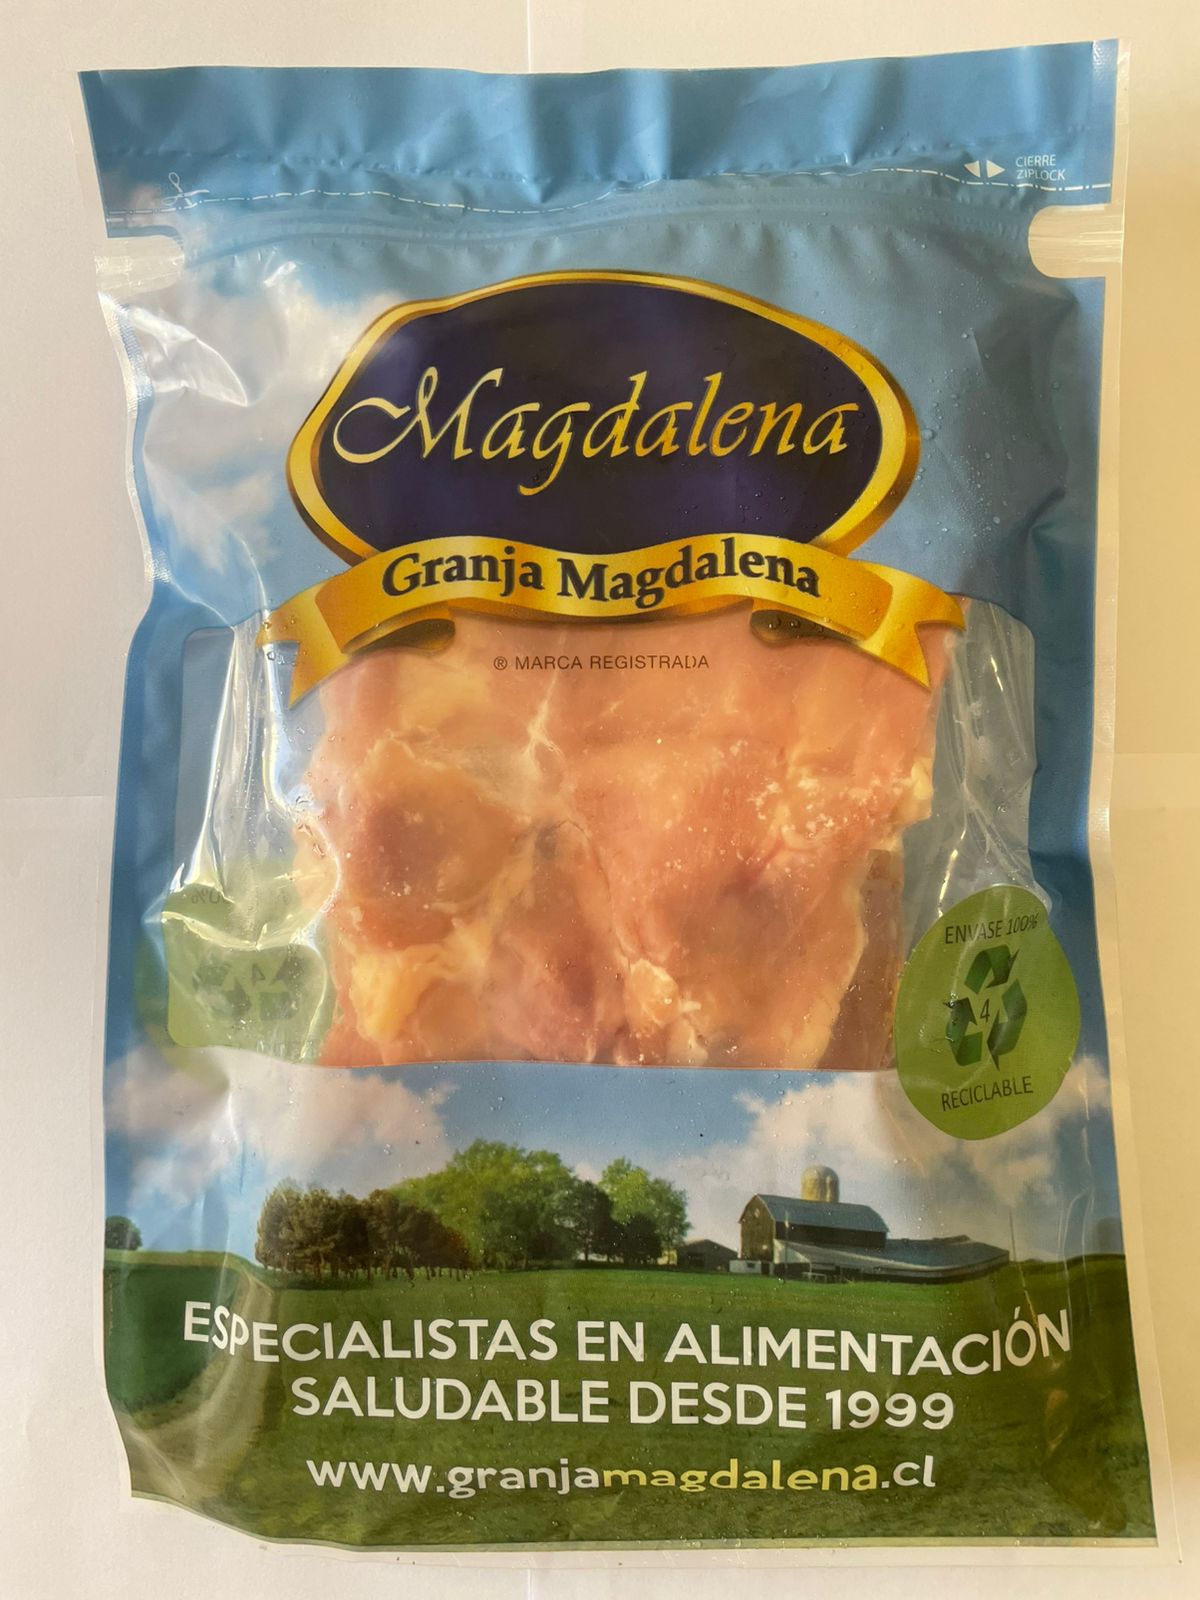 CIERRE
ZIPLOCK
Magdalena
Granja Magdalena
® MARCA REGISTRADA
ENVASE 100%
4
RECICLABLE
ESPECIALISTAS EN ALIMENTACIÓN
SALUDABLE DESDE 1999
www.granjamagdalena.cl